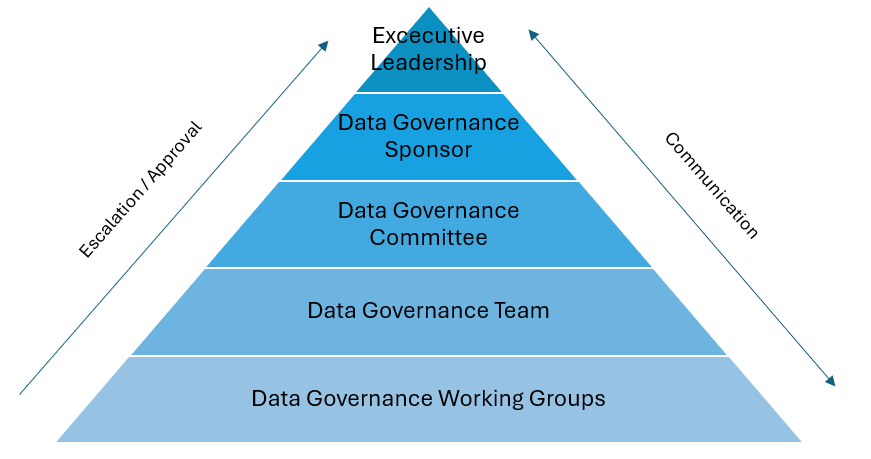 Excecutive
Leadership
Data Governance
Sponsor
Data Governance
Committee
Data Governance Team
Data Governance Working Groups
Escalation / Approval
Communication